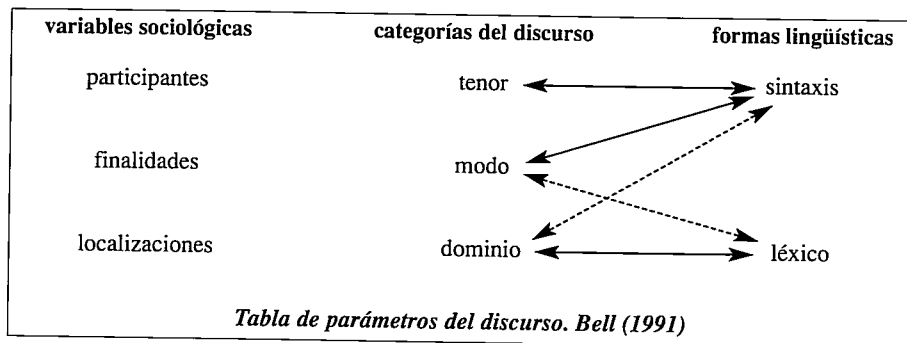 variables sociológicas categorías del discurso formas lingüísticas
participantes tenor sintaxis
finalidades modo
localizaciones dominio léxico
Tabla de parámetros del discurso. Bell (1991)